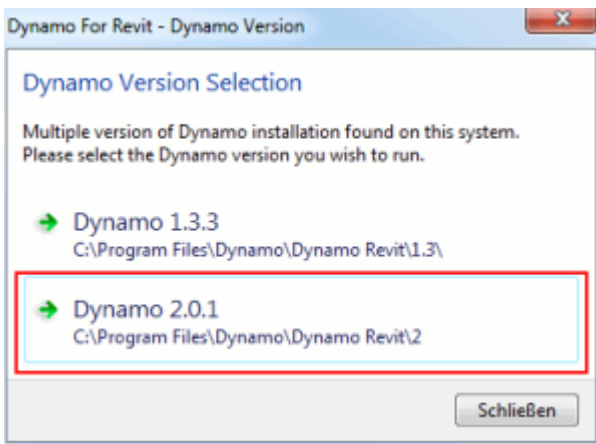 Dynamo For Revit - Dynamo Version
Dynamo Version Selection
Multiple version of Dynamo installation found on this system.
Please select the Dynamo version you wish to run.
Dynamo 1.3.3
C:\Program Files\Dynamo\Dynamo Revit\1.3\
Dynamo 2.0.1
C:\Program Files\Dynamo\Dynamo Revit\2
Schließen